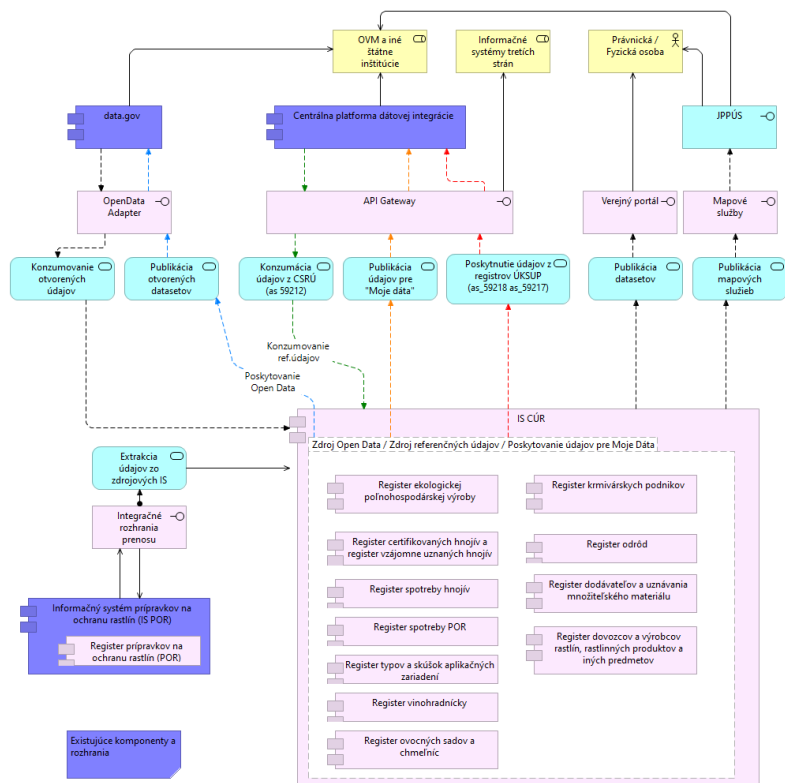 OVM a iné
štátne
inštitúcie
Informačné
systémy tretích
strán
Právnická /
Fyzická osoba
data.gov
Centrálna platforma dátovej integrácie
JPPÚS
OpenData
Adapter
API Gateway
Verejný portál
Mapové
služby
Konzumovanie
otvorených
údajov
Publikácia
otvorených
datasetov
Konzumácia
údajov z CSRÚ
(as 59212)
Publikácia
údajov pre
"Moje dáta"
Poskytnutie údajov z
registrov ÚKSUP
(as_59218 as_59217)
Publikácia
datasetov
Publikácia
mapových
služieb
Konzumovanie
ref.údajov
Poskytovanie
Open Data
IS CÚR
Zdroj Open Data / Zdroj referenčných údajov / Poskytovanie údajov pre Moje Dáta
Extrakcia
údajov zo
zdrojových IS
Integračné
rozhrania
prenosu
Informačný systém prípravkov na
ochranu rastlín (IS POR)
Register prípravkov na
ochranu rastlín (POR)
Existujúce komponenty a
rozhrania
Register ekologickej
poľnohospodárskej
výroby
Register certifikovaných hnojív a
register vzájomne uznaných hnojív
Register spotreby hnojív
Register spotreby POR
Register typov a skúšok aplikačných
zariadení
Register vinohradnícky
Register ovocných sadov a
chmeľníc
Register krmivárskych podnikov
Register odrôd
Register dodávateľov a uznávania
množiteľského materiálu
Register dovozcov a výrobcov
rastlín, rastlinných produktov a
iných predmetov